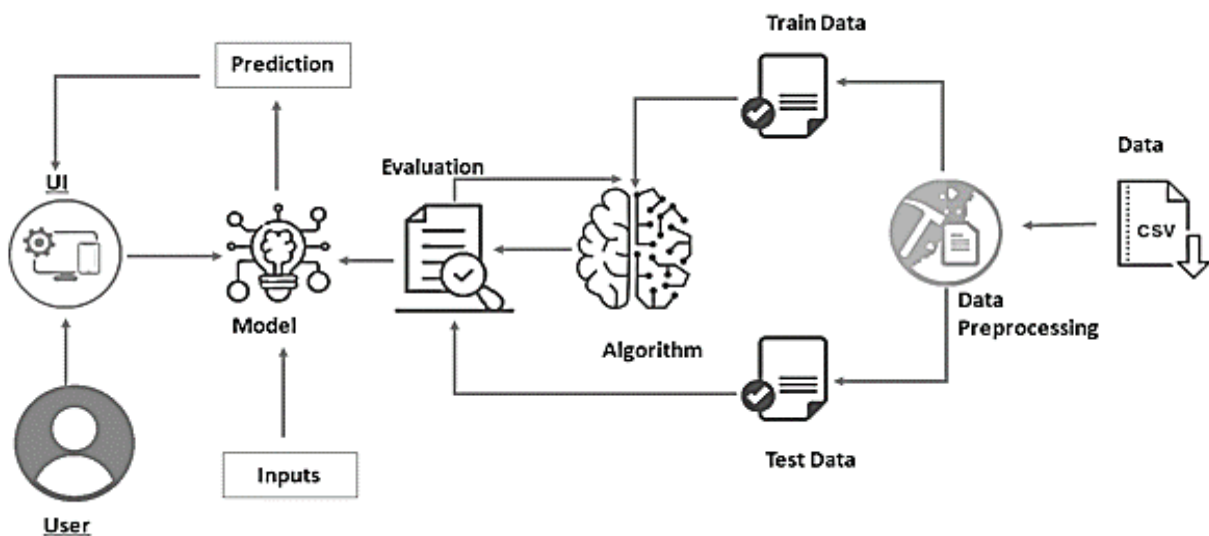 Train Data
Prediction
Data
Evaluation
UI
CSV
Data
Preprocessing
Model
Algorithm
Test Data
Inputs
User